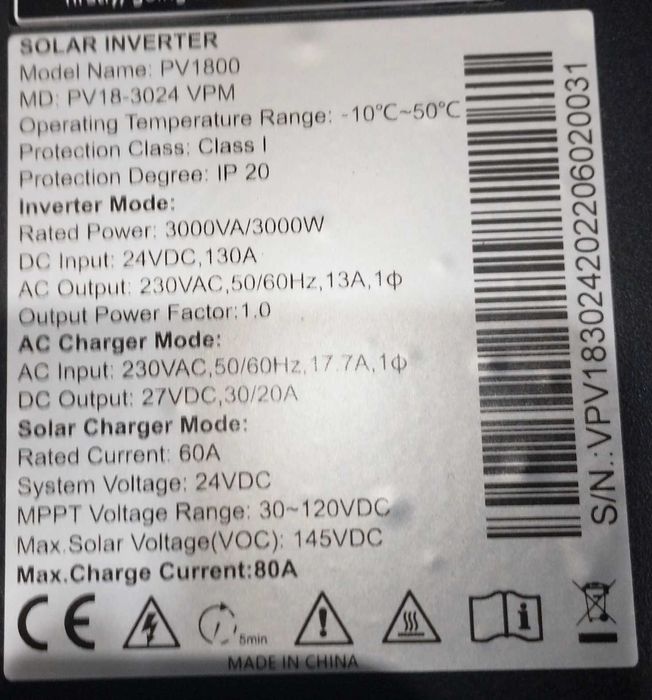 SOLAR INVERTER
Model Name: PV1800
MD: PV18-3024 VPM
Operating Temperature Range: -10°C~50°C
Protection Class: Class I
Protection Degree: IP 20
Inverter Mode:
Rated Power: 3000VA/3000W
DC Input: 24VDC,130A
AC Output: 230VAC,50/60Hz,13A,1ф
Output Power Factor:1.0
AC Charger Mode:
AC Input: 230VAC,50/60Hz,17.7A,1ф
DC Output: 27VDC,30/20A
Solar Charger Mode:
Rated Current: 60A
System Voltage: 24VDC
MPPT Voltage Range: 30~120VDC
Max.Solar Voltage(VOC): 145VDC
Max.Charge Current:80A
CE
5min
i
MADE IN CHINA
S/N.:VPV183024202206020031